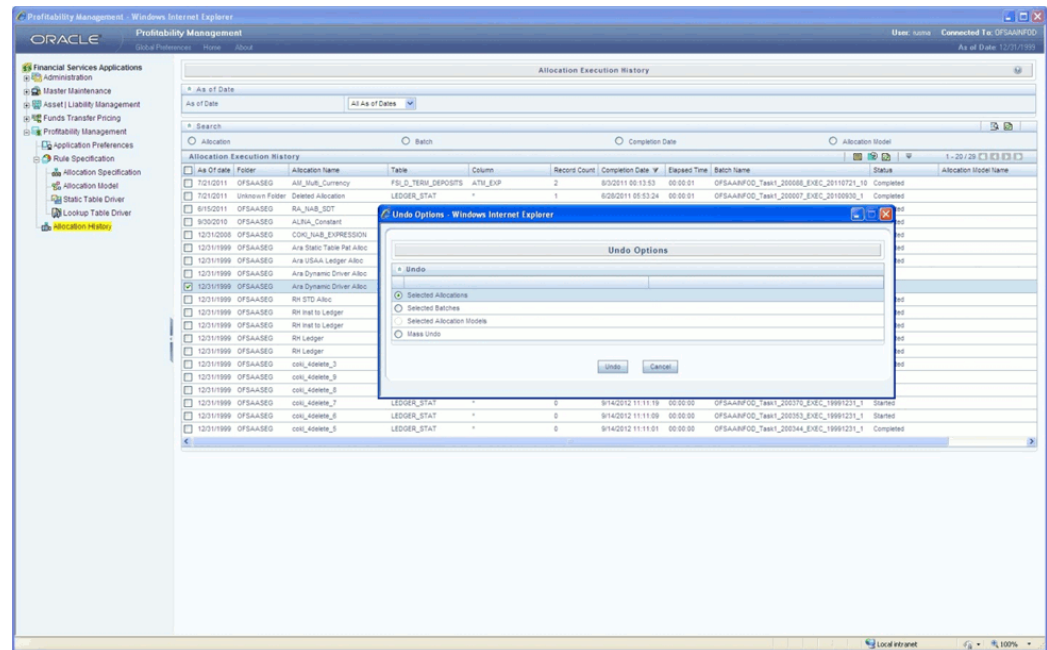 Profitability Management - Windows Internet Explorer
ORACLE
Profitability Management
User: Connected To: OFSAAINFOD
Global Preferences Home About
As of Date: 12/31/1999
Financial Services Applications
Administration
Master Maintenance
Asset | Liability Management
Funds Transfer Pricing
Profitability Management
Application Preferences
Rule Specification
Allocation Specification
Allocation Model
Static Table Driver
Lookup Table Driver
Allocation History
Allocation Execution History
As of Date
As of Date All As of Dates
Search
Allocation Batch Completion Date Allocation Model
Allocation Execution History 1 - 20 / 29
As Of date Folder Allocation Name Table Column Record Count Completion Date Elapsed Time Batch Name Status Allocation Model Name
7/21/2011 OFSAASEG AM_Multi_Currency FSI_D_TERM_DEPOSITS ATM_EXP 2 8/3/2011 00:13:53 00:00:01 OFSAAINFOD_Task1_200088_EXEC_20110721_10 Completed
7/21/2011 Unknown Folder Deleted Allocation LEDGER_STAT * 1 6/28/2011 05:53:24 00:00:01 OFSAAINFOD_Task1_200007_EXEC_20100930_1 Completed
6/15/2011 OFSAASEG RA_NAB_SDT
9/30/2010 OFSAASEG ALINA_Constant
12/31/2008 OFSAASEG COKI_NAB_EXPRESSION
12/31/1999 OFSAASEG Ara Static Table Pat Alloc
12/31/1999 OFSAASEG Ara USAA Ledger Alloc
12/31/1999 OFSAASEG Ara Dynamic Driver Alloc
12/31/1999 OFSAASEG Ara Dynamic Driver Alloc
12/31/1999 OFSAASEG RH STD Alloc
12/31/1999 OFSAASEG RH Inst to Ledger
12/31/1999 OFSAASEG RH Inst to Ledger
12/31/1999 OFSAASEG RH Ledger
12/31/1999 OFSAASEG RH Ledger
12/31/1999 OFSAASEG coki_4delete_3
12/31/1999 OFSAASEG coki_4delete_9
12/31/1999 OFSAASEG coki_4delete_8
12/31/1999 OFSAASEG coki_4delete_7 LEDGER_STAT * 0 9/14/2012 11:11:19 00:00:00 OFSAAINFOD_Task1_200370_EXEC_19991231_1 Started
12/31/1999 OFSAASEG coki_4delete_6 LEDGER_STAT * 0 9/14/2012 11:11:09 00:00:00 OFSAAINFOD_Task1_200353_EXEC_19991231_1 Started
12/31/1999 OFSAASEG coki_4delete_5 LEDGER_STAT * 0 9/14/2012 11:11:01 00:00:00 OFSAAINFOD_Task1_200344_EXEC_19991231_1 Completed
Undo Options - Windows Internet Explorer
Undo Options
Undo
Selected Allocations
Selected Batches
Selected Allocation Models
Mass Undo
Undo Cancel
Local intranet 100%